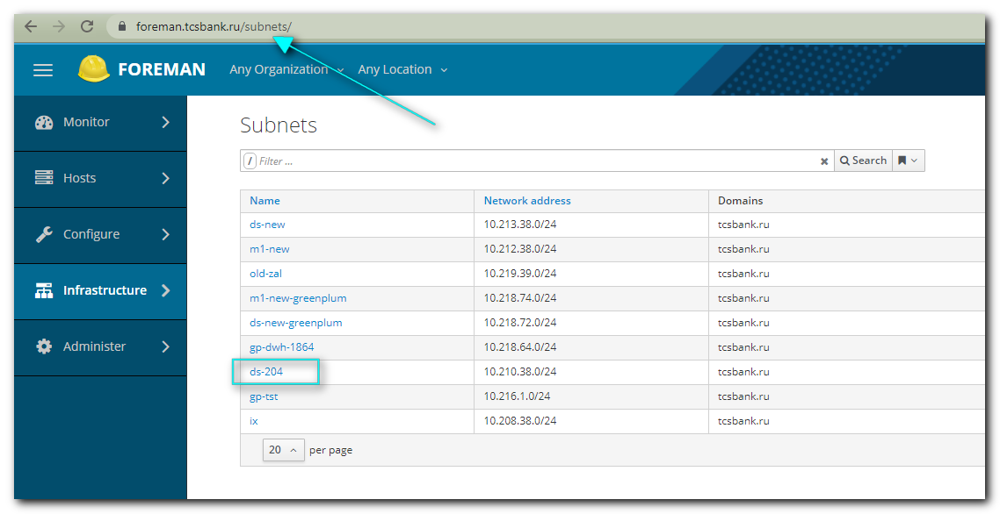 foreman.tcsbank.ru/subnets/
FOREMAN Any Organization Any Location
Monitor
Hosts
Configure
Infrastructure
Administer
Subnets
/ Filter ... Search
Name Network address Domains
ds-new 10.213.38.0/24 tcsbank.ru
m1-new 10.212.38.0/24 tcsbank.ru
old-zal 10.219.39.0/24 tcsbank.ru
m1-new-greenplum 10.218.74.0/24 tcsbank.ru
ds-new-greenplum 10.218.72.0/24 tcsbank.ru
gp-dwh-1864 10.218.64.0/24 tcsbank.ru
ds-204 10.210.38.0/24 tcsbank.ru
gp-tst 10.216.1.0/24 tcsbank.ru
ix 10.208.38.0/24 tcsbank.ru
20 per page